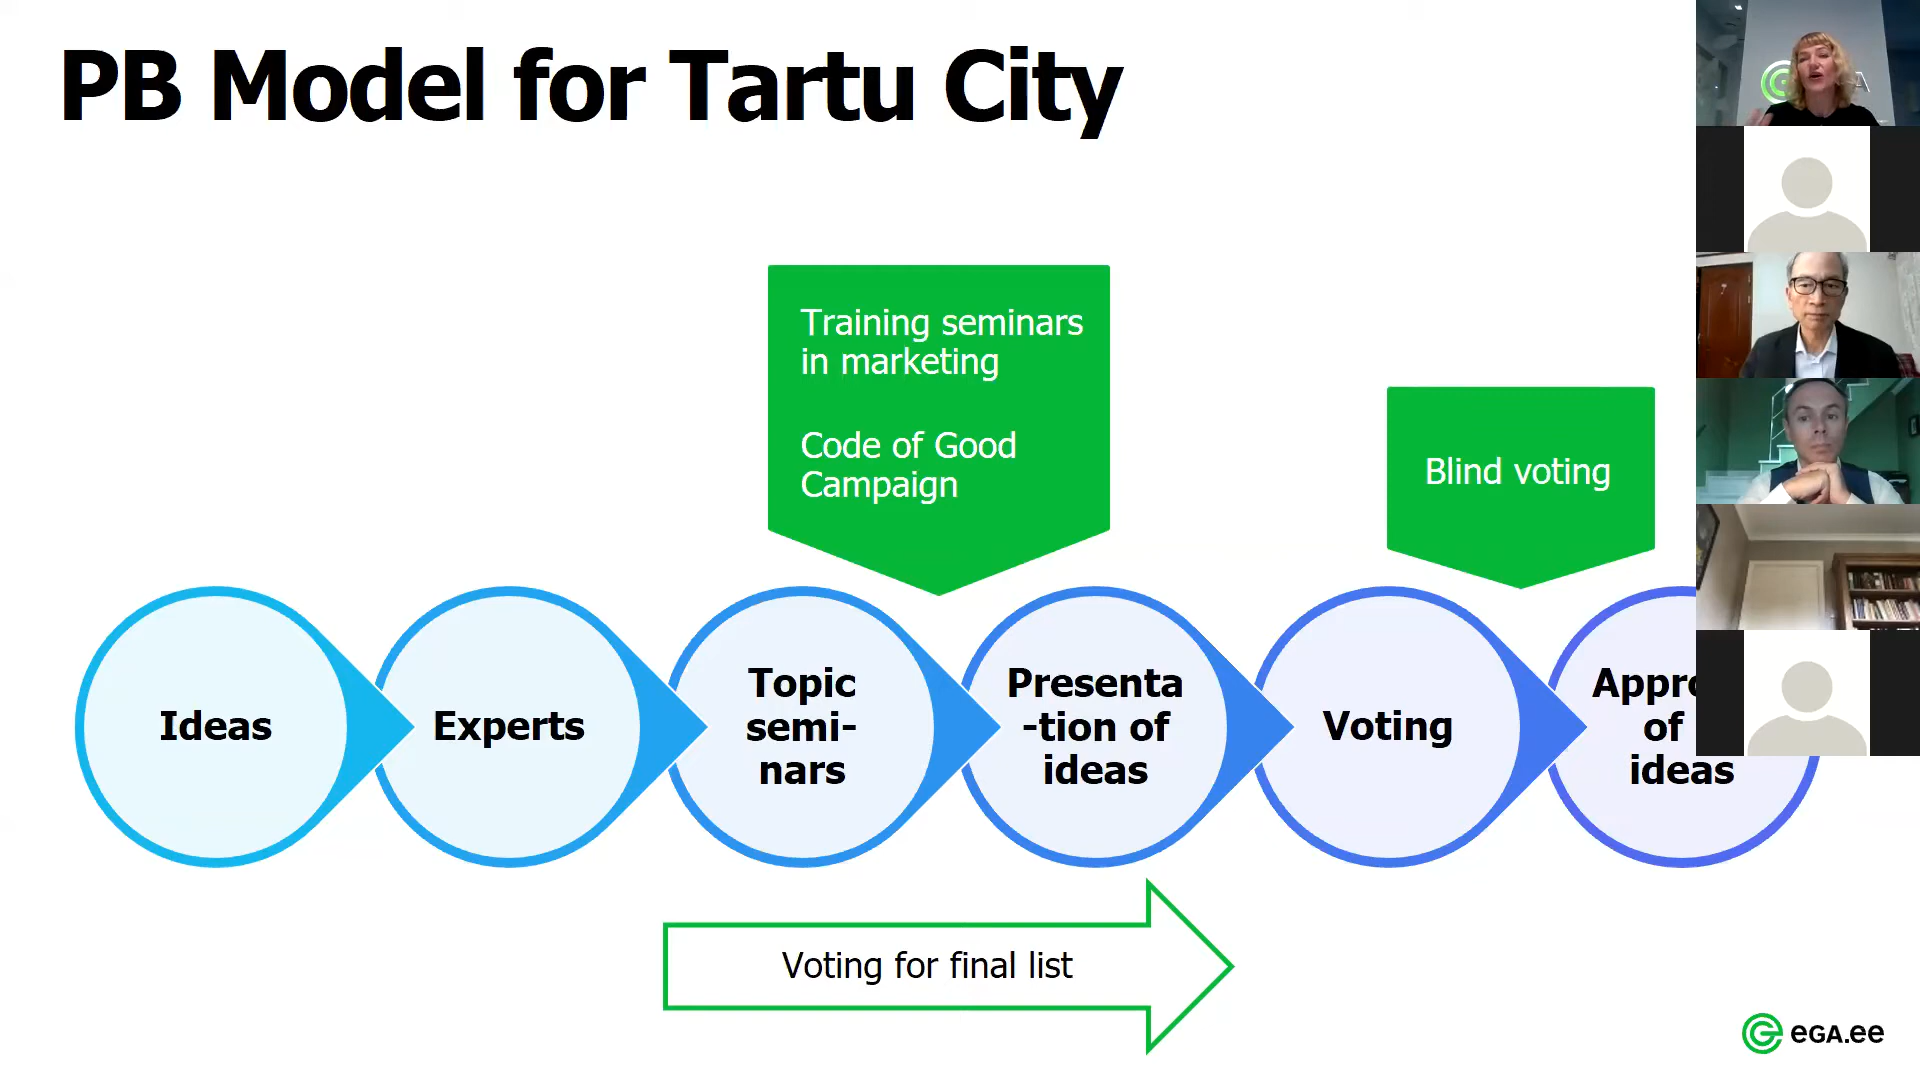 PB Model for Tartu City
Training seminars
in marketing
Code of Good
Campaign
Blind voting
Ideas
Experts
Topic
semi-
nars
Presenta
-tion of
ideas
Voting
of
ideas
Voting for final list
eGA.ee